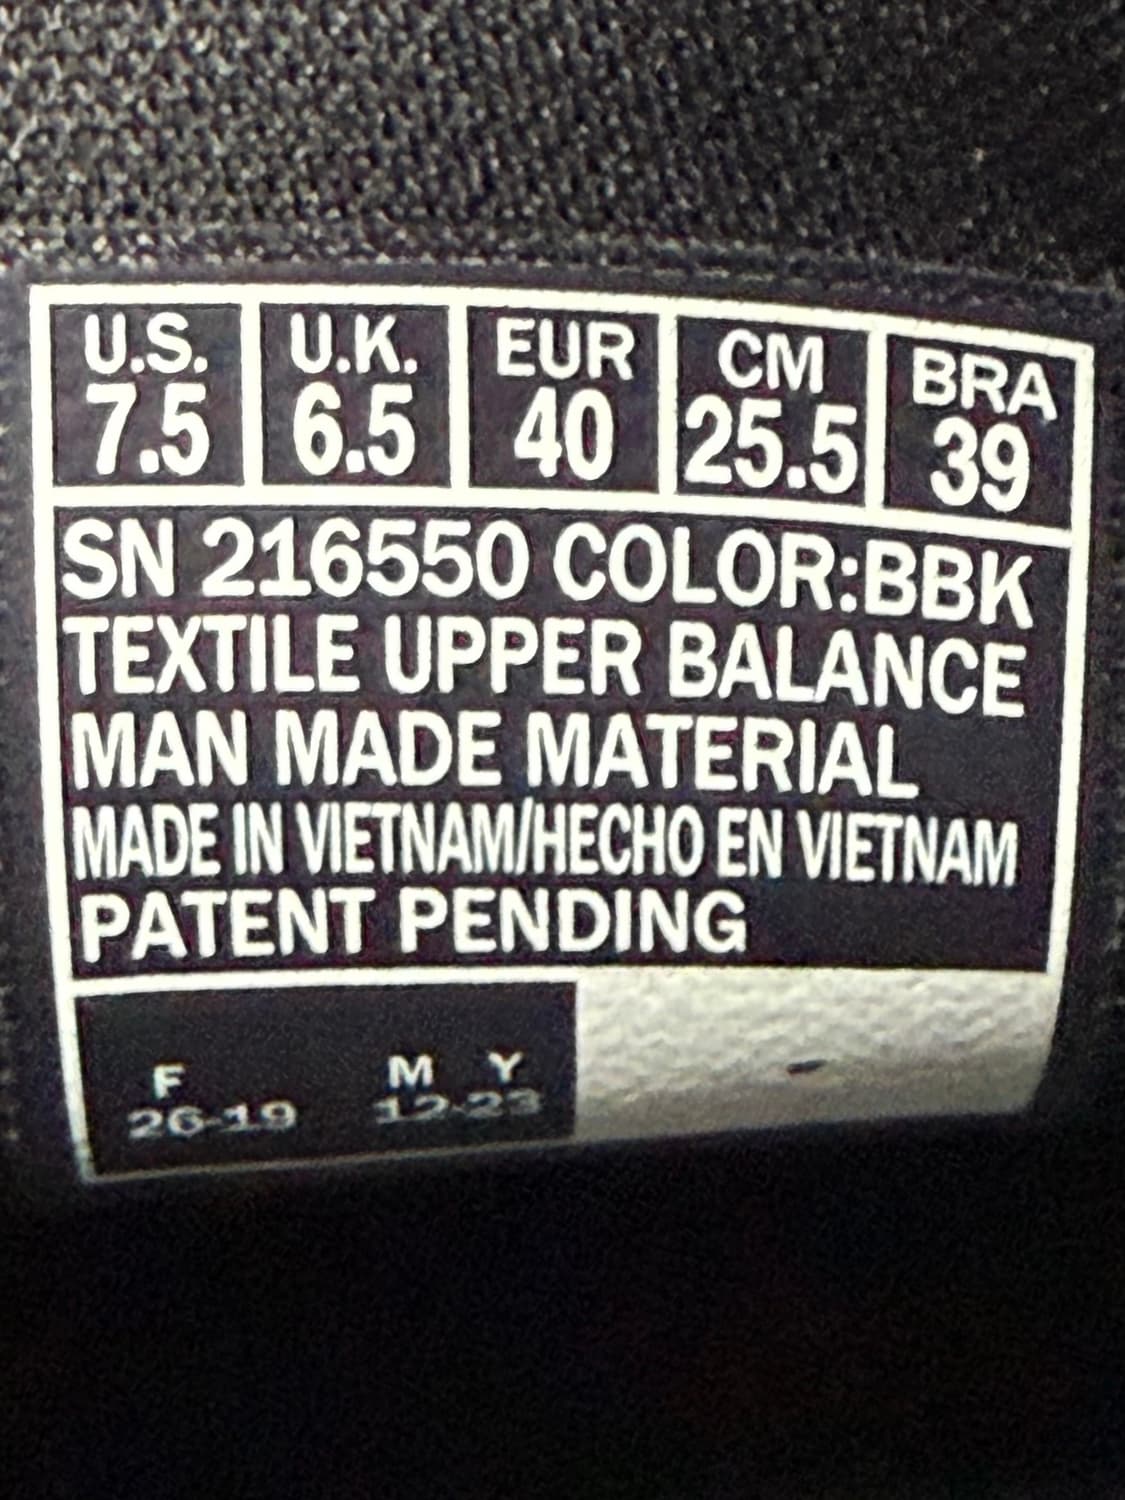 U.S. U.K. EUR CM BRA
7.5 6.5 40 25.5 39
SN 216550 COLOR:BBK
TEXTILE UPPER BALANCE
MAN MADE MATERIAL
MADE IN VIETNAM/HECHO EN VIETNAM
PATENT PENDING
F M Y
26-19 12-23